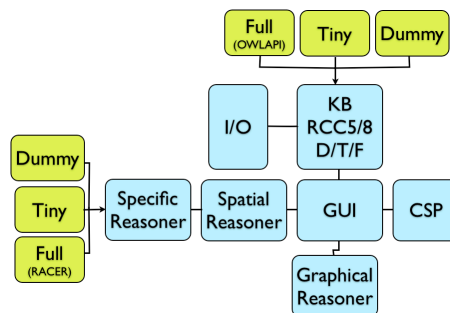 Full
(OWLAPI)
Tiny
Dummy
I/O
KB
RCC5/8
D/T/F
Dummy
Tiny
Full
(RACER)
Specific
Reasoner
Spatial
Reasoner
GUI
CSP
Graphical
Reasoner